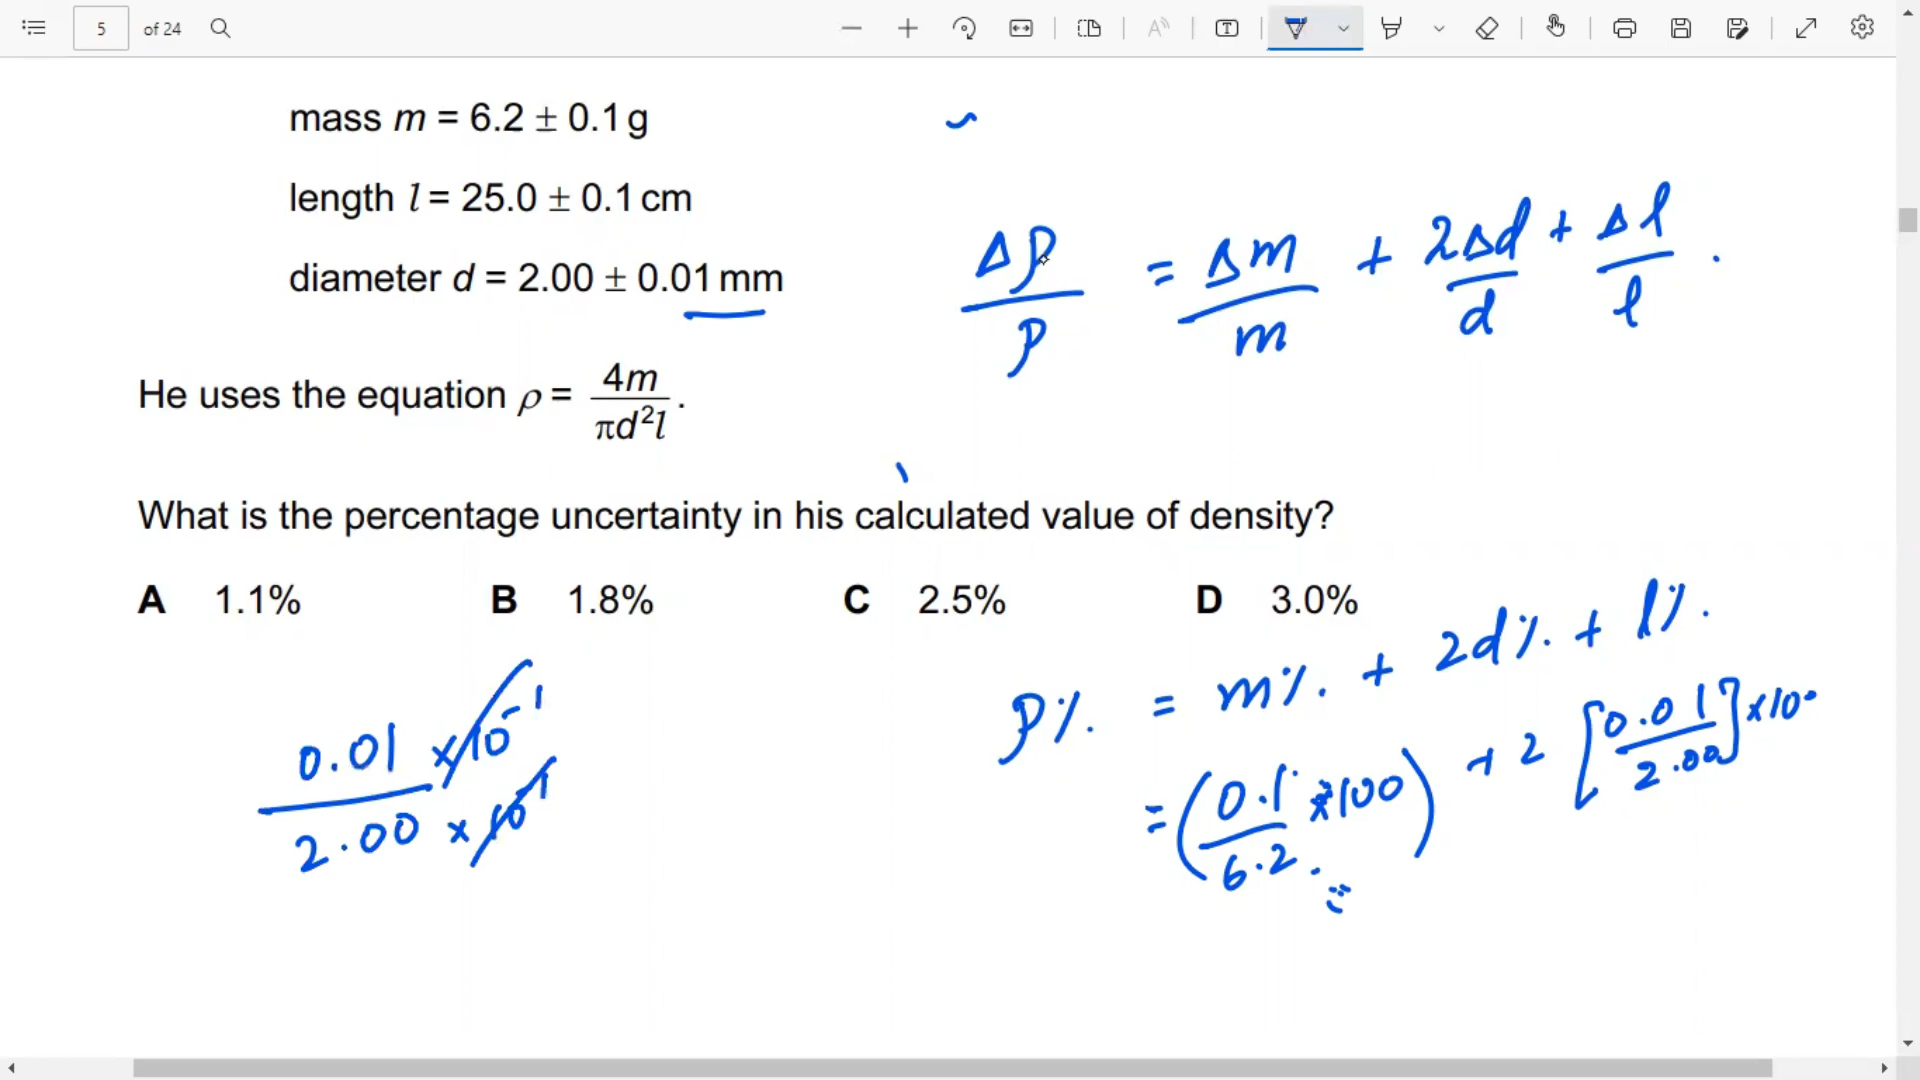 5 of 24
mass m = 6.2 ± 0.1 g
length l = 25.0 ± 0.1 cm
diameter d = 2.00 ± 0.01 mm
Δρ/ρ = Δm/m + 2Δd/d + Δl/l .
He uses the equation ρ = 4m/πd²l .
What is the percentage uncertainty in his calculated value of density?
A 1.1% B 1.8% C 2.5% D 3.0%
ρ%. = m%. + 2d%. + l%.
= (0.1/6.2 × 100) + 2 [0.01/2.00] × 100
0.01 × 10⁻¹
2.00 × 10⁻¹